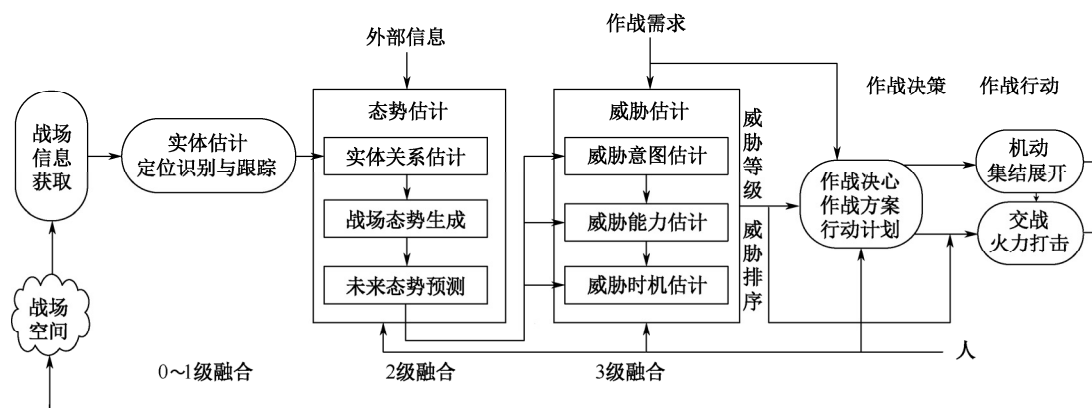 外部信息
作战需求
作战决策
作战行动
战场
信息
获取
实体估计
定位识别与跟踪
态势估计
实体关系估计
战场态势生成
未来态势预测
威胁估计
威胁意图估计
威胁能力估计
威胁时机估计
威胁等级
威胁排序
作战决心
作战方案
行动计划
机动
集结展开
交战
火力打击
战场
空间
人
0～1级融合
2级融合
3级融合